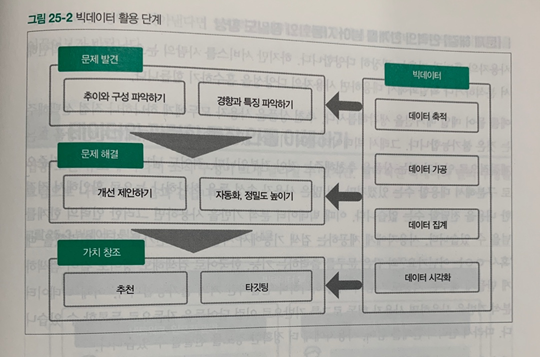 그림 25-2 빅데이터 활용 단계
문제 발견
추이와 구성 파악하기
경향과 특징 파악하기
문제 해결
개선 제안하기
자동화, 정밀도 높이기
가치 창조
추천
타깃팅
빅데이터
데이터 축적
데이터 가공
데이터 집계
데이터 시각화